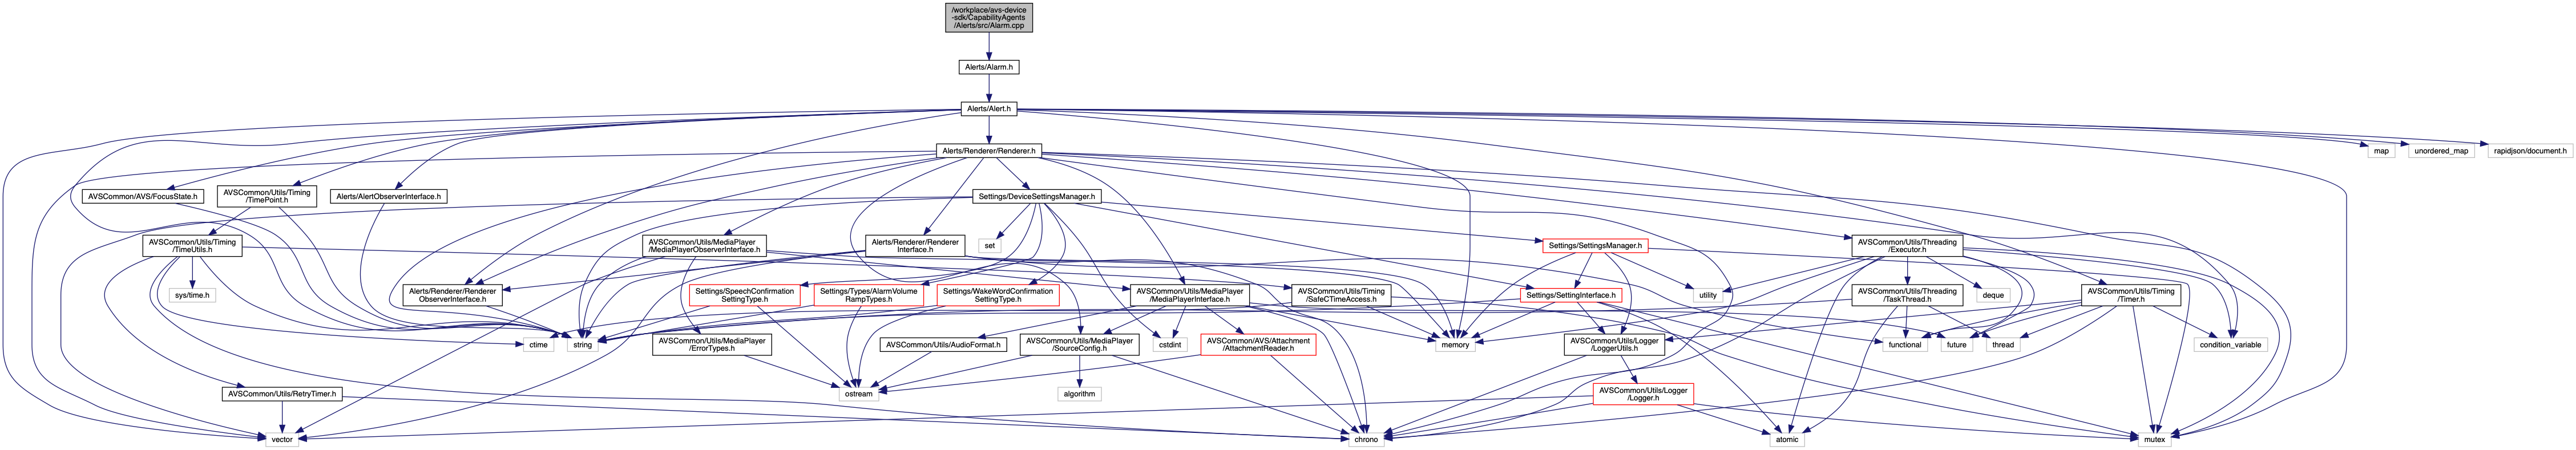 /workplace/avs-device
-sdk/CapabilityAgents
/Alerts/src/Alarm.cpp
Alerts/Alarm.h
Alerts/Alert.h
Alerts/Renderer/Renderer.h
map
unordered_map
rapidjson/document.h
AVSCommon/AVS/FocusState.h
AVSCommon/Utils/Timing
/TimePoint.h
Alerts/AlertObserverInterface.h
Settings/DeviceSettingsManager.h
AVSCommon/Utils/Timing
/TimeUtils.h
AVSCommon/Utils/MediaPlayer
/MediaPlayerObserverInterface.h
Alerts/Renderer/Renderer
Interface.h
set
Settings/SettingsManager.h
AVSCommon/Utils/Threading
/Executor.h
sys/time.h
Alerts/Renderer/Renderer
ObserverInterface.h
Settings/SpeechConfirmation
SettingType.h
Settings/Types/AlarmVolume
RampTypes.h
Settings/WakeWordConfirmation
SettingType.h
AVSCommon/Utils/MediaPlayer
/MediaPlayerInterface.h
AVSCommon/Utils/Timing
/SafeCTimeAccess.h
Settings/SettingInterface.h
utility
AVSCommon/Utils/Threading
/TaskThread.h
deque
AVSCommon/Utils/Timing
/Timer.h
ctime
string
AVSCommon/Utils/MediaPlayer
/ErrorTypes.h
AVSCommon/Utils/AudioFormat.h
AVSCommon/Utils/MediaPlayer
/SourceConfig.h
cstdint
AVSCommon/AVS/Attachment
/AttachmentReader.h
memory
AVSCommon/Utils/Logger
/LoggerUtils.h
functional
future
thread
condition_variable
AVSCommon/Utils/RetryTimer.h
ostream
algorithm
AVSCommon/Utils/Logger
/Logger.h
vector
chrono
atomic
mutex